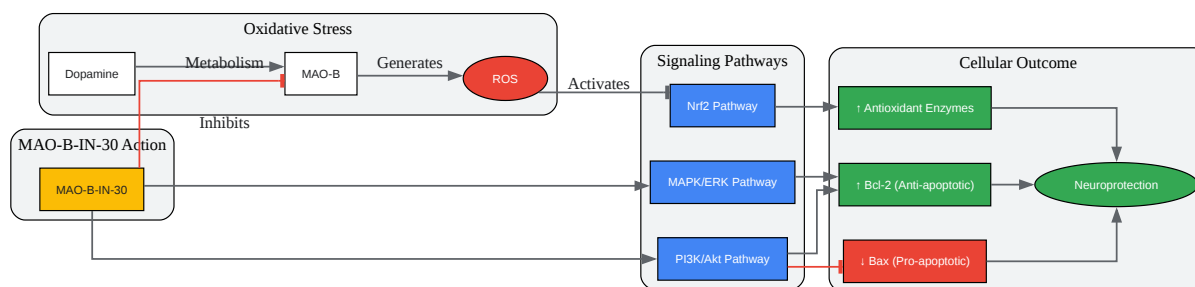 Oxidative Stress
Dopamine
Metabolism
MAO-B
Generates
ROS
Inhibits
MAO-B-IN-30 Action
MAO-B-IN-30
Activates
Signaling Pathways
Nrf2 Pathway
MAPK/ERK Pathway
PI3K/Akt Pathway
Cellular Outcome
↑ Antioxidant Enzymes
↑ Bcl-2 (Anti-apoptotic)
↓ Bax (Pro-apoptotic)
Neuroprotection